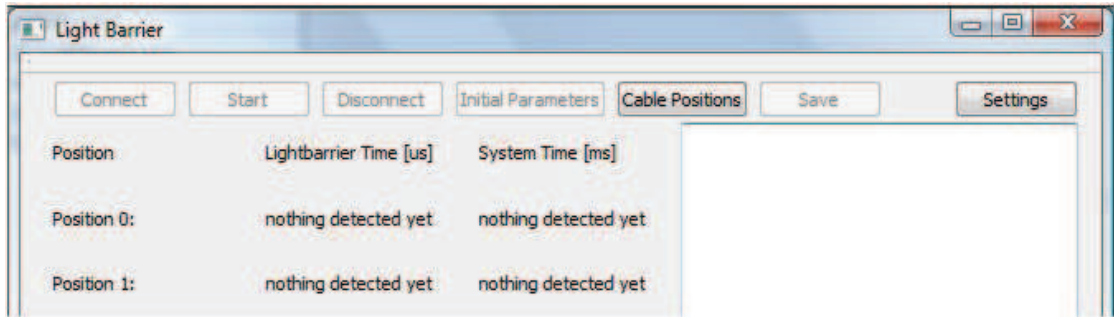 Light Barrier
Connect Start Disconnect Initial Parameters Cable Positions Save Settings
Position Lightbarrier Time [us] System Time [ms]
Position 0: nothing detected yet nothing detected yet
Position 1: nothing detected yet nothing detected yet